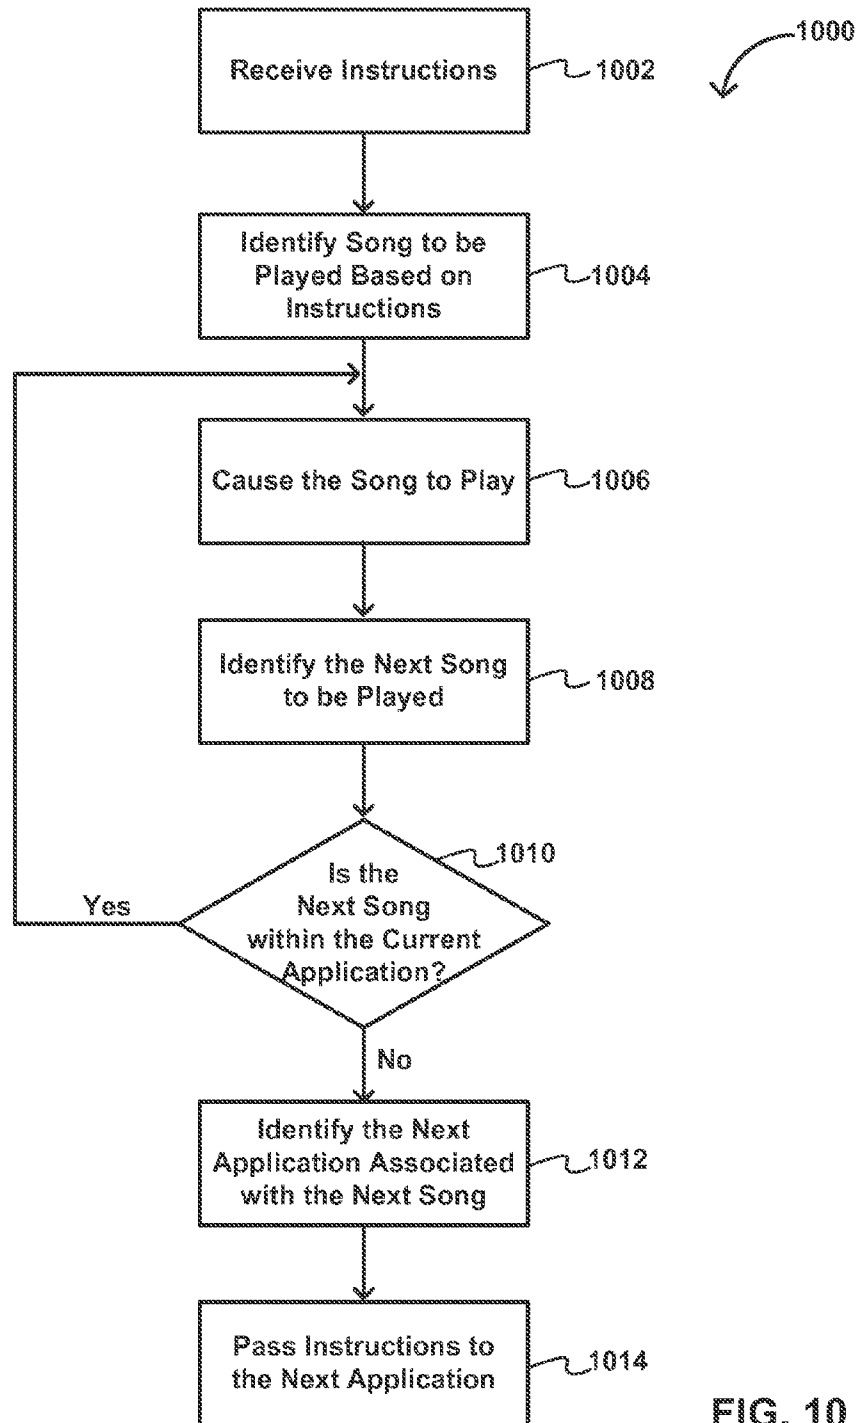 1000
Receive Instructions
1002
Identify Song to be
Played Based on
Instructions
1004
Cause the Song to Play
1006
Identify the Next Song
to be Played
1008
1010
Is the
Next Song
within the Current
Application?
Yes
No
Identify the Next
Application Associated
with the Next Song
1012
Pass Instructions to
the Next Application
1014
FIG. 10